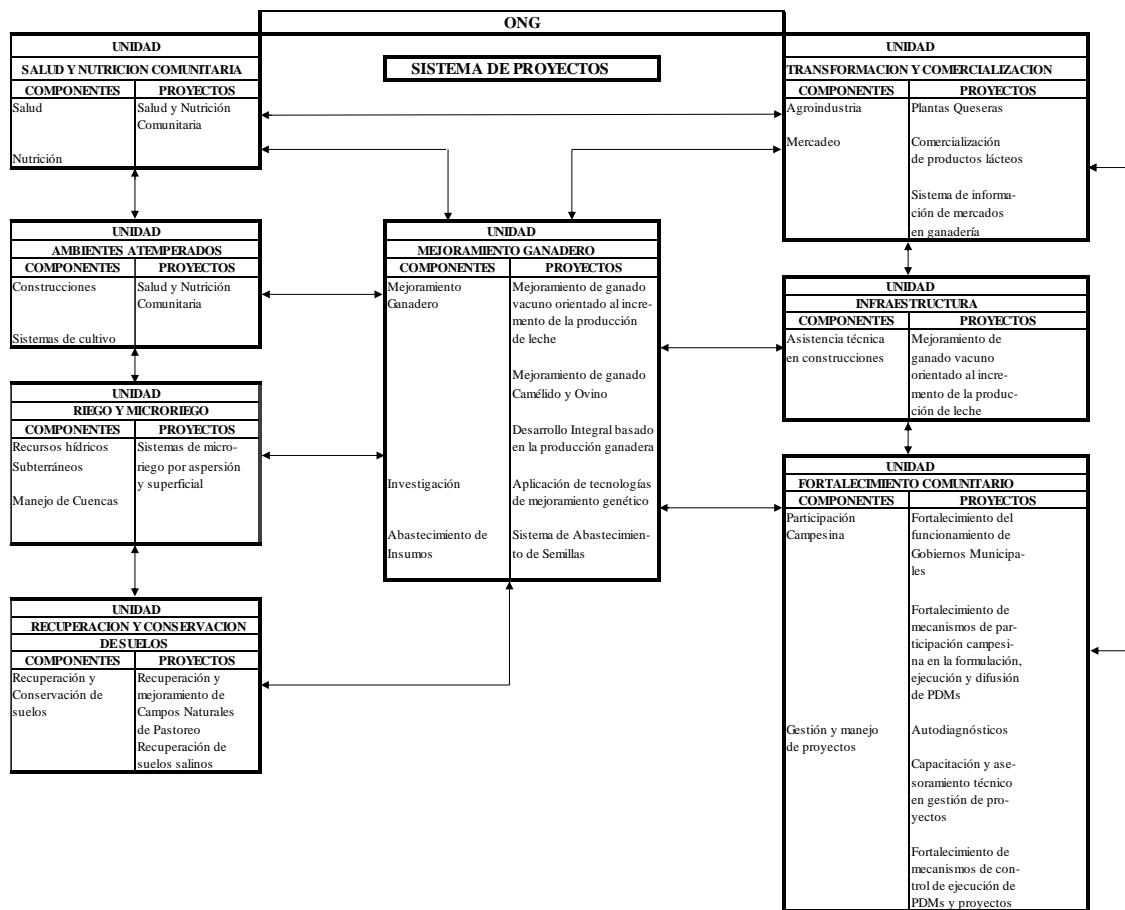 ONG
SISTEMA DE PROYECTOS
UNIDAD
SALUD Y NUTRICION COMUNITARIA
COMPONENTES PROYECTOS
Salud Salud y Nutrición
Comunitaria
Nutrición
UNIDAD
AMBIENTES ATEMPERADOS
COMPONENTES PROYECTOS
Construcciones Salud y Nutrición
Comunitaria
Sistemas de cultivo
UNIDAD
RIEGO Y MICRORIEGO
COMPONENTES PROYECTOS
Recursos hídricos Sistemas de micro-
Subterráneos riego por aspersión
Manejo de Cuencas y superficial
UNIDAD
RECUPERACION Y CONSERVACION
DE SUELOS
COMPONENTES PROYECTOS
Recuperación y Recuperación y
Conservación de mejoramiento de
suelos Campos Naturales
de Pastoreo
Recuperación de
suelos salinos
UNIDAD
MEJORAMIENTO GANADERO
COMPONENTES PROYECTOS
Mejoramiento Mejoramiento de ganado
Ganadero vacuno orientado al incre-
mento de la producción
de leche
Mejoramiento de ganado
Camélido y Ovino
Desarrollo Integral basado
en la producción ganadera
Investigación Aplicación de tecnologías
de mejoramiento genético
Abastecimiento de Sistema de Abastecimien-
Insumos to de Semillas
UNIDAD
TRANSFORMACION Y COMERCIALIZACION
COMPONENTES PROYECTOS
Agroindustria Plantas Queseras
Mercadeo Comercialización
de productos lácteos
Sistema de informa-
ción de mercados
en ganadería
UNIDAD
INFRAESTRUCTURA
COMPONENTES PROYECTOS
Asistencia técnica Mejoramiento de
en construcciones ganado vacuno
orientado al incre-
mento de la produc-
ción de leche
UNIDAD
FORTALECIMIENTO COMUNITARIO
COMPONENTES PROYECTOS
Participación Fortalecimiento del
Campesina funcionamiento de
Gobiernos Municipa-
les
Fortalecimiento de
mecanismos de par-
ticipación campesi-
na en la formulación,
ejecución y difusión
de PDMs
Gestión y manejo Autodiagnósticos
de proyectos
Capacitación y ase-
soramiento técnico
en gestión de pro-
yectos
Fortalecimiento de
mecanismos de con-
trol de ejecución de
PDMs y proyectos